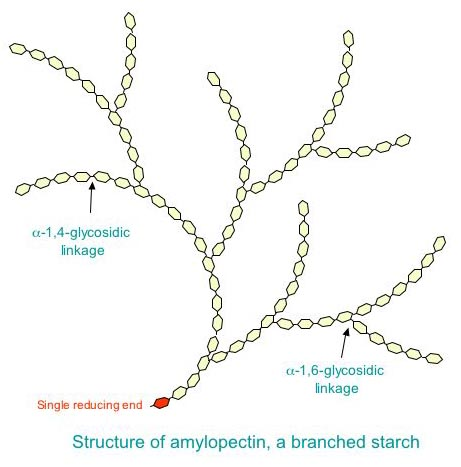 α-1,4-glycosidic
linkage
α-1,6-glycosidic
linkage
Single reducing end
Structure of amylopectin, a branched starch